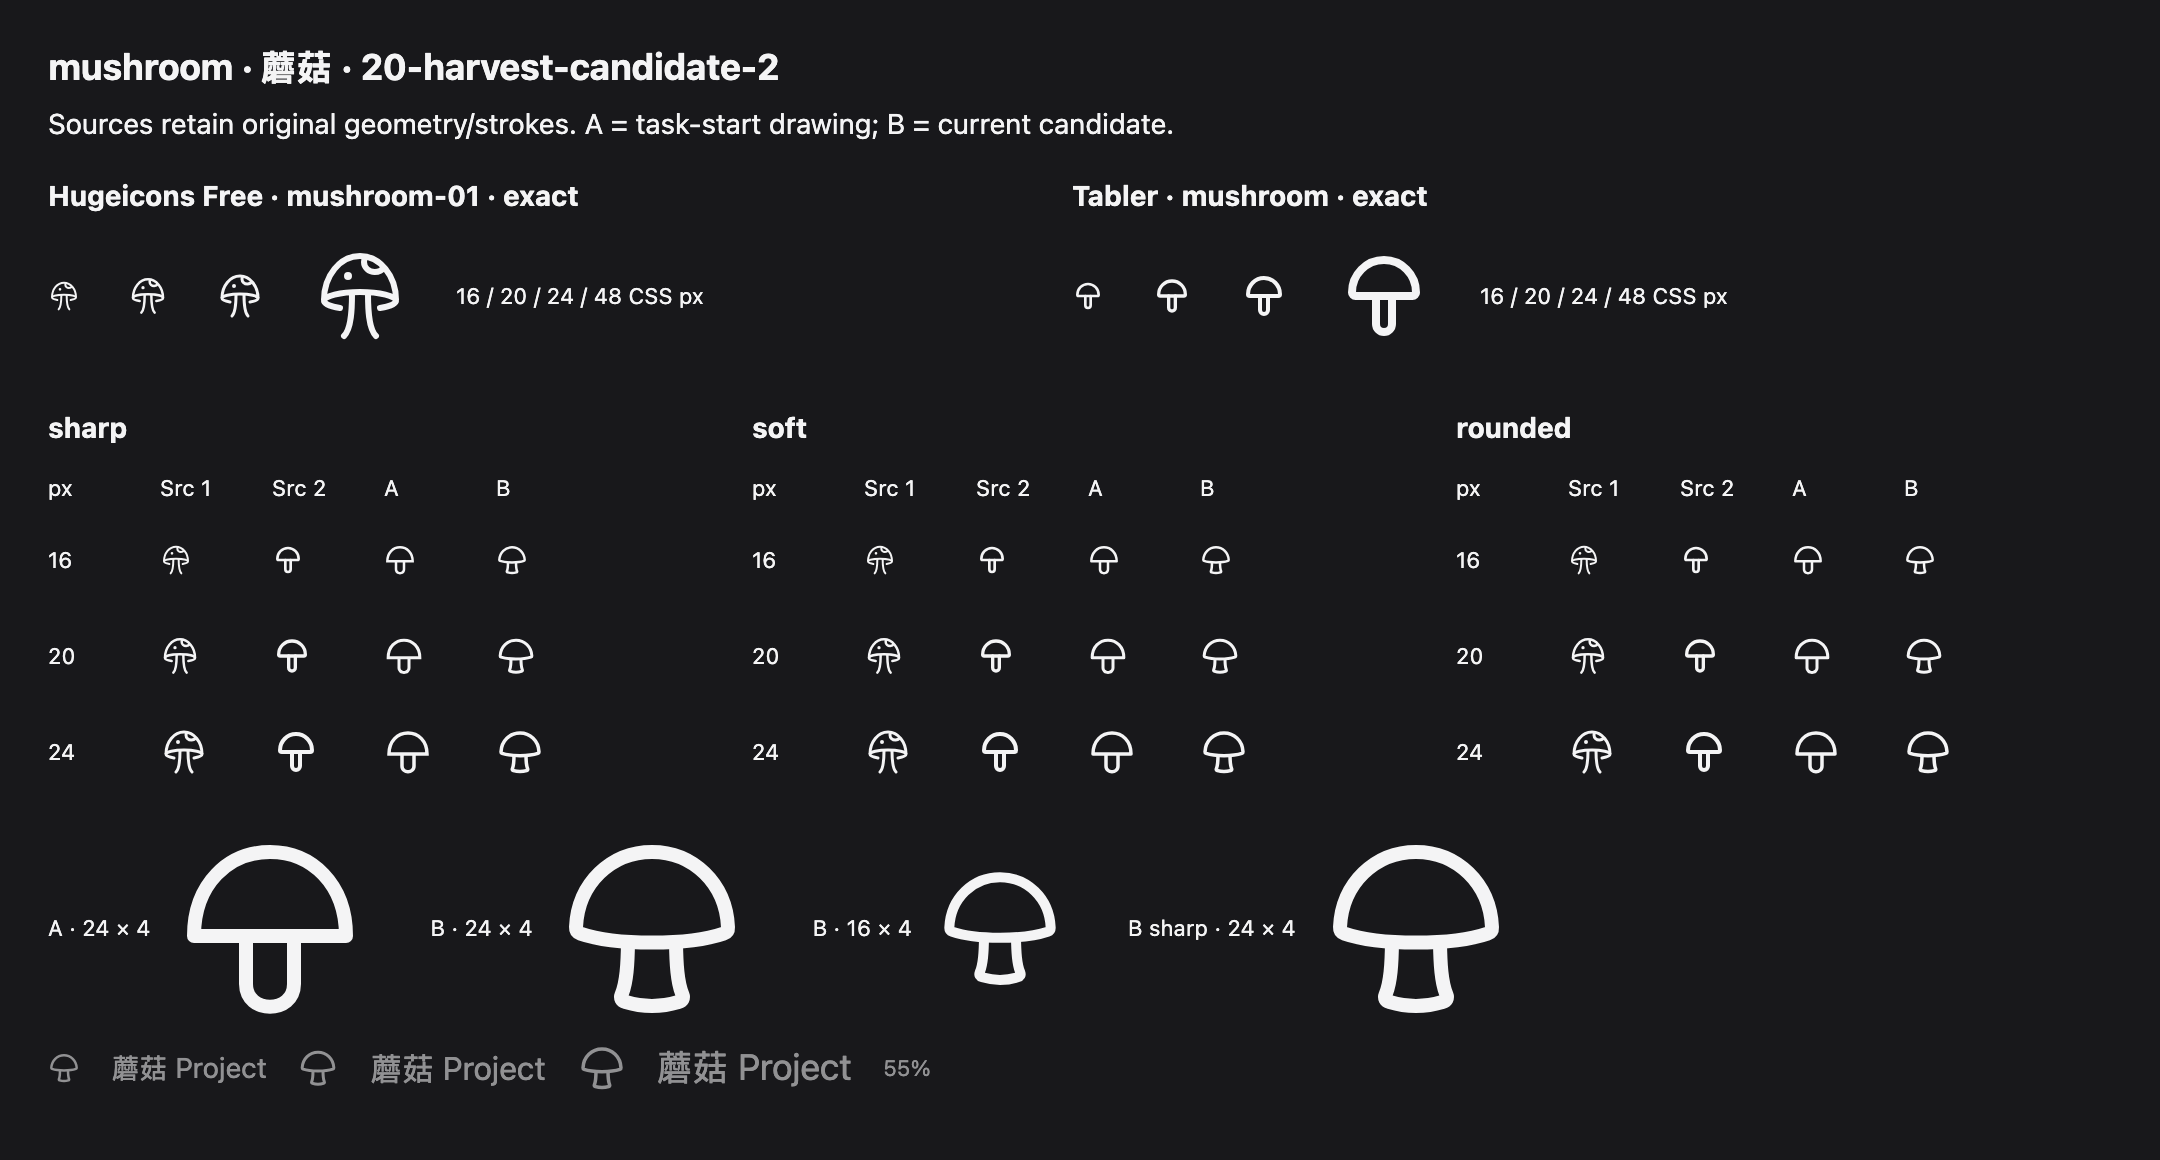 mushroom · 蘑菇 · 20-harvest-candidate-2
Sources retain original geometry/strokes. A = task-start drawing; B = current candidate.
Hugeicons Free · mushroom-01 · exact
16 / 20 / 24 / 48 CSS px
Tabler · mushroom · exact
16 / 20 / 24 / 48 CSS px
sharp
px Src 1 Src 2 A B
16
20
24
soft
px Src 1 Src 2 A B
16
20
24
rounded
px Src 1 Src 2 A B
16
20
24
A · 24 × 4
B · 24 × 4
B · 16 × 4
B sharp · 24 × 4
蘑菇 Project 蘑菇 Project 蘑菇 Project 55%